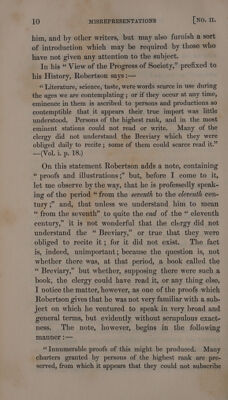 10 MISREPRESENTATIONS [NO. II.
him, and by other writers, but may also furnish a sort
of introduction which may be required by those who
have not given any attention to the subject.
In his “ View of the Progress of Society,” prefixed to
his History, Robertson says :—
“ Literature, science, taste, were words scarce in use during
the ages we are contemplating ; or if they occur at any time,
eminence in them is ascribed to persons and productions so
contemptible that it appears their true import was little
understood. Persons of the highest rank, and in the most
eminent stations could not read or write. Many of the
clergy did not understand the Breviary which they were
obliged daily to recite ; some of them could scarce read it.”
—(Vol. i. p. 18.)
On this statement Robertson adds a note, containing
“ proofs and illustrations ;” but, before I come to it,
let me observe by the way, that he is professedly speak-
ing of the period “ from the seventh to the eleventh cen-
tury ;” and, that unless we understand him to mean
“ from the seventh” to quite the end of the “ eleventh
century,” it is not wonderful that the clergy did not
understand the “ Breviary,” or true that they were
obliged to recite it ; for it did not exist. The fact
is, indeed, unimportant ; because the question is, not
whether there was, at that period, a book called the
“ Breviary,” but whether, supposing there were such a
book, the clergy could have read it, or any thing else,
I notice the matter, however, as one of the proofs which
Robertson gives that he was not very familiar with a sub-
ject on which he ventured to speak in very broad and
general terms, but evidently without scrupulous exact-
ness. The note, however, begins in the following
manner :—
“ Innumerable proofs of this might be produced. Many
charters granted by persons of the highest rank are pre-
served, from which it appears that they could not subscribe